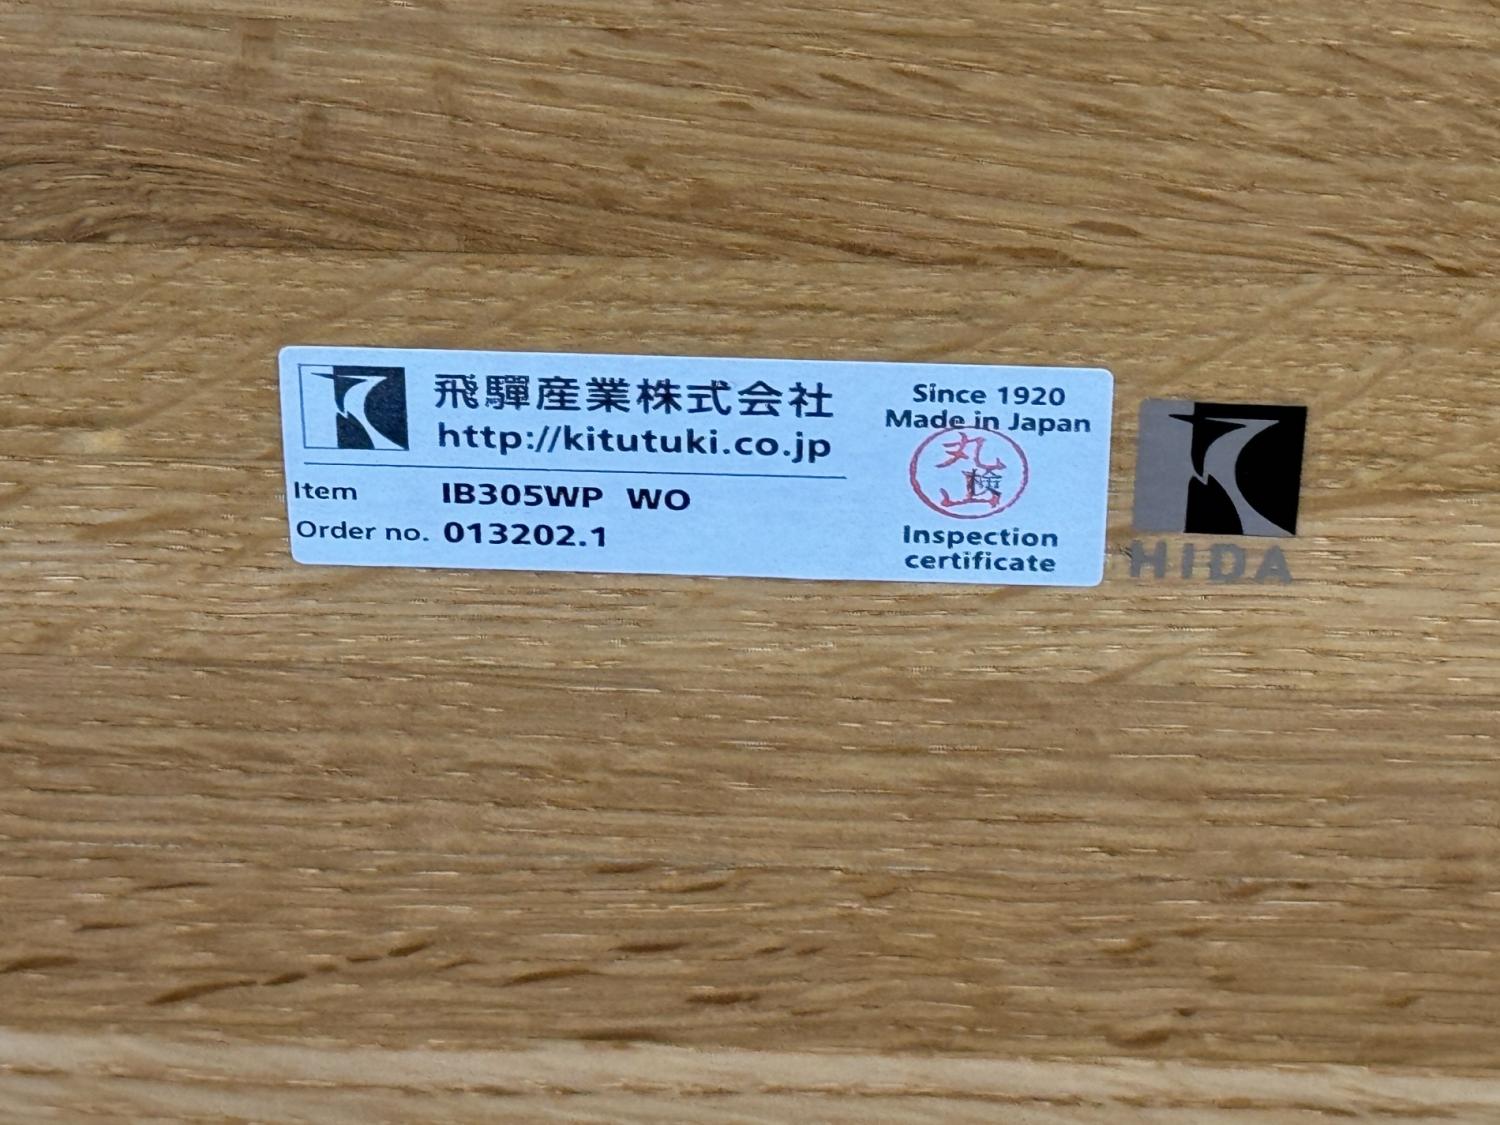 飛驒産業株式会社
http://kitutuki.co.jp
Item IB305WP WO
Order no. 013202.1
Since 1920
Made in Japan
丸山
検
Inspection
certificate
HIDA